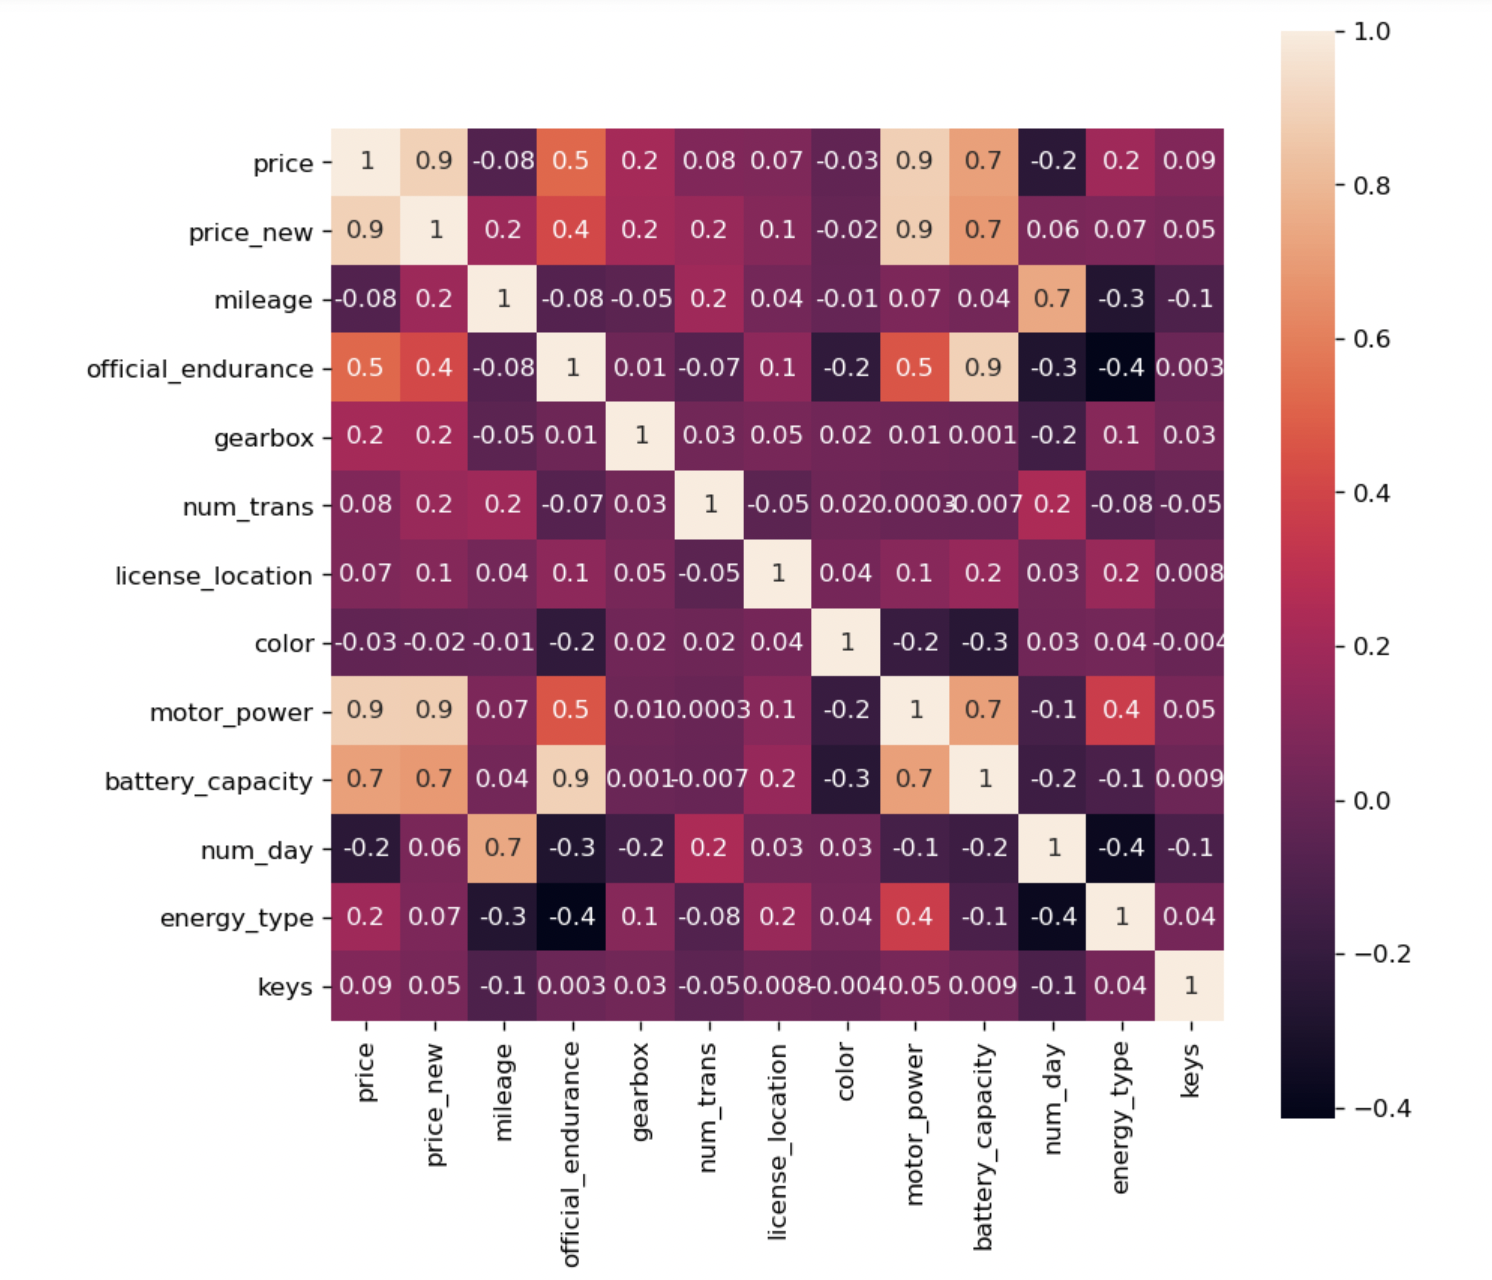 1.0
price 1 0.9 -0.08 0.5 0.2 0.08 0.07 -0.03 0.9 0.7 -0.2 0.2 0.09
0.8
price_new 0.9 1 0.2 0.4 0.2 0.2 0.1 -0.02 0.9 0.7 0.06 0.07 0.05
mileage -0.08 0.2 1 -0.08 -0.05 0.2 0.04 -0.01 0.07 0.04 0.7 -0.3 -0.1
0.6
official_endurance 0.5 0.4 -0.08 1 0.01 -0.07 0.1 -0.2 0.5 0.9 -0.3 -0.4 0.003
gearbox 0.2 0.2 -0.05 0.01 1 0.03 0.05 0.02 0.01 0.001 -0.2 0.1 0.03
0.4
num_trans 0.08 0.2 0.2 -0.07 0.03 1 -0.05 0.02 0.0003 -0.007 0.2 -0.08 -0.05
license_location 0.07 0.1 0.04 0.1 0.05 -0.05 1 0.04 0.1 0.2 0.03 0.2 0.008
0.2
color -0.03 -0.02 -0.01 -0.2 0.02 0.02 0.04 1 -0.2 -0.3 0.03 0.04 -0.004
motor_power 0.9 0.9 0.07 0.5 0.01 0.0003 0.1 -0.2 1 0.7 -0.1 0.4 0.05
battery_capacity 0.7 0.7 0.04 0.9 0.001 -0.007 0.2 -0.3 0.7 1 -0.2 -0.1 0.009
0.0
num_day -0.2 0.06 0.7 -0.3 -0.2 0.2 0.03 0.03 -0.1 -0.2 1 -0.4 -0.1
energy_type 0.2 0.07 -0.3 -0.4 0.1 -0.08 0.2 0.04 0.4 -0.1 -0.4 1 0.04
−0.2
keys 0.09 0.05 -0.1 0.003 0.03 -0.05 0.008 -0.004 0.05 0.009 -0.1 0.04 1
−0.4
price
price_new
mileage
official_endurance
gearbox
num_trans
license_location
color
motor_power
battery_capacity
num_day
energy_type
keys